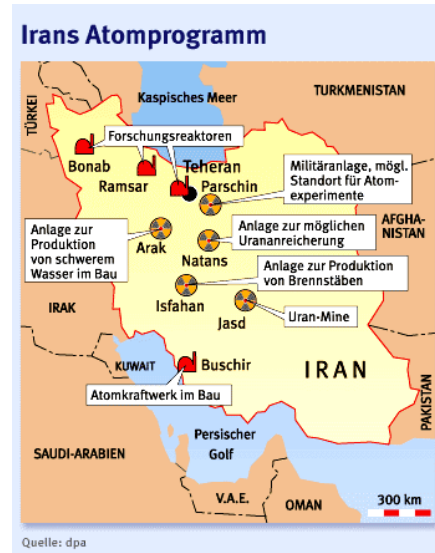 Irans Atomprogramm
TÜRKEI
Kaspisches Meer
TURKMENISTAN
Forschungsreaktoren
Bonab
Ramsar
Teheran
Parschin
Militäranlage, mögl.
Standort für Atom-
experimente
Anlage zur
Produktion
von schwerem
Wasser im Bau
Arak
Natans
Anlage zur möglichen
Urananreicherung
AFGHA-
NISTAN
Anlage zur Produktion
von Brennstäben
Isfahan
Jasd
Uran-Mine
IRAK
KUWAIT
Buschir
IRAN
Atomkraftwerk im Bau
PAKISTAN
SAUDI-ARABIEN
Persischer
Golf
V.A.E.
OMAN
300 km
Quelle: dpa